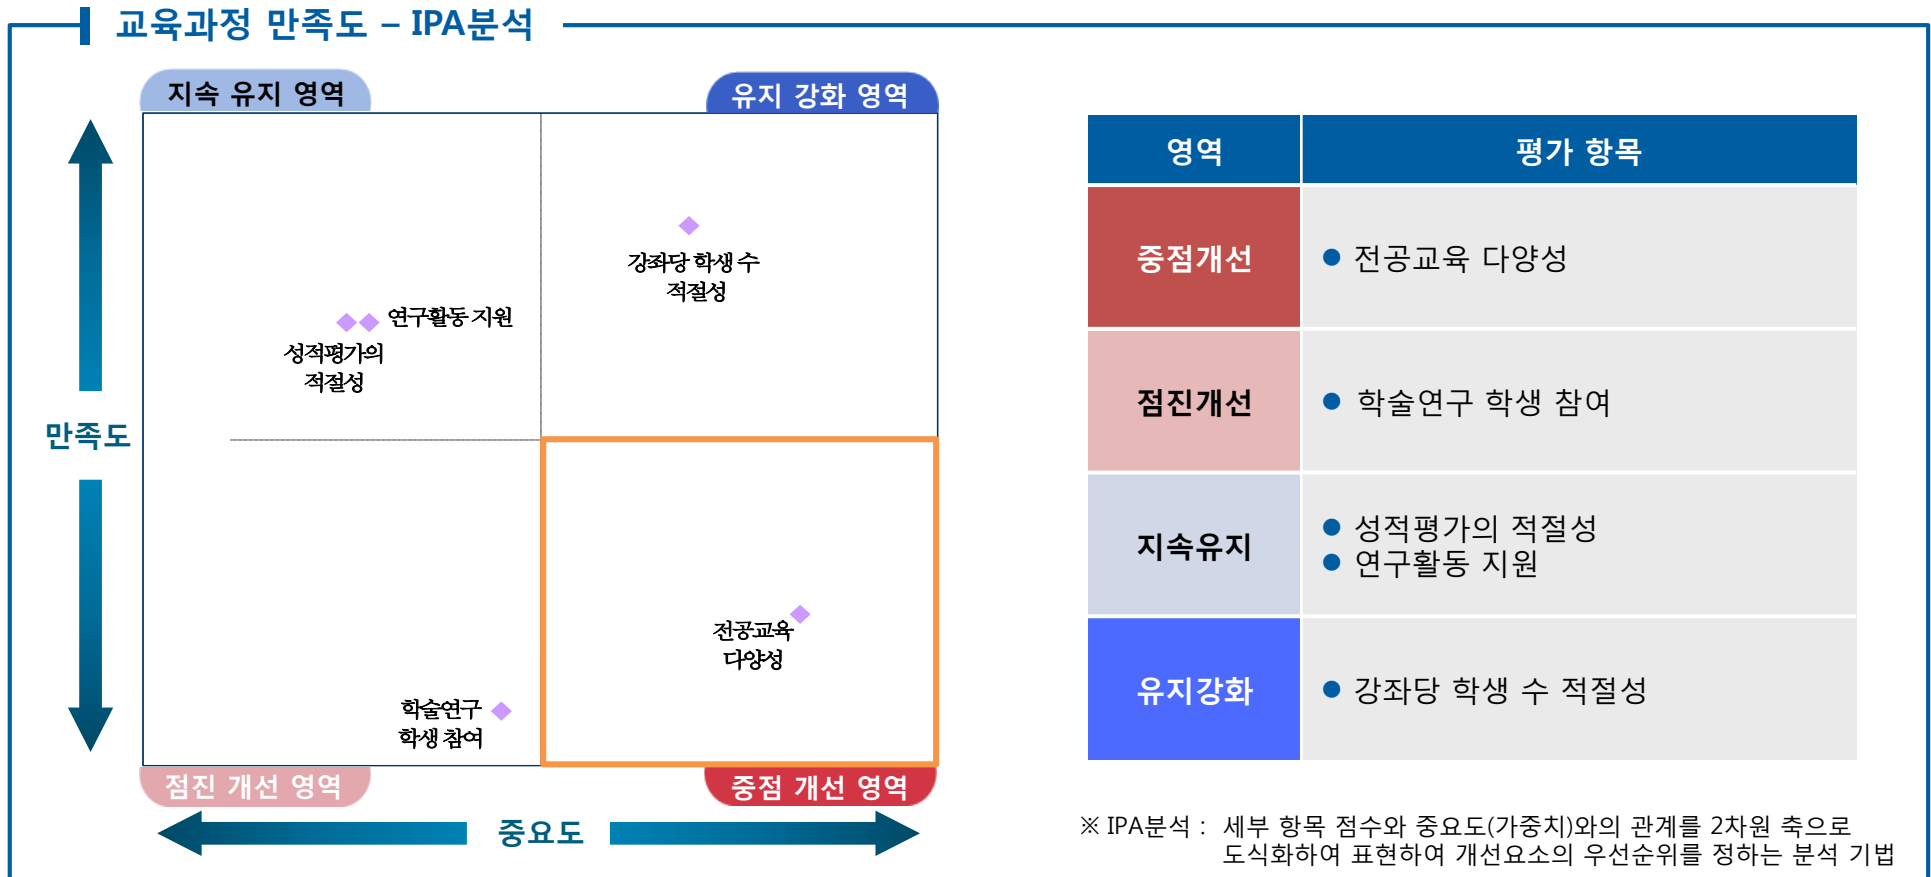 교육과정 만족도 – IPA분석
지속 유지 영역
유지 강화 영역
강좌당 학생 수
적절성
연구활동 지원
성적평가의
적절성
만족도
전공교육
다양성
학술연구
학생 참여
점진 개선 영역
중점 개선 영역
중요도
영역
평가 항목
중점개선
● 전공교육 다양성
점진개선
● 학술연구 학생 참여
지속유지
● 성적평가의 적절성
● 연구활동 지원
유지강화
● 강좌당 학생 수 적절성
※ IPA분석 : 세부 항목 점수와 중요도(가중치)와의 관계를 2차원 축으로
도식화하여 표현하여 개선요소의 우선순위를 정하는 분석 기법